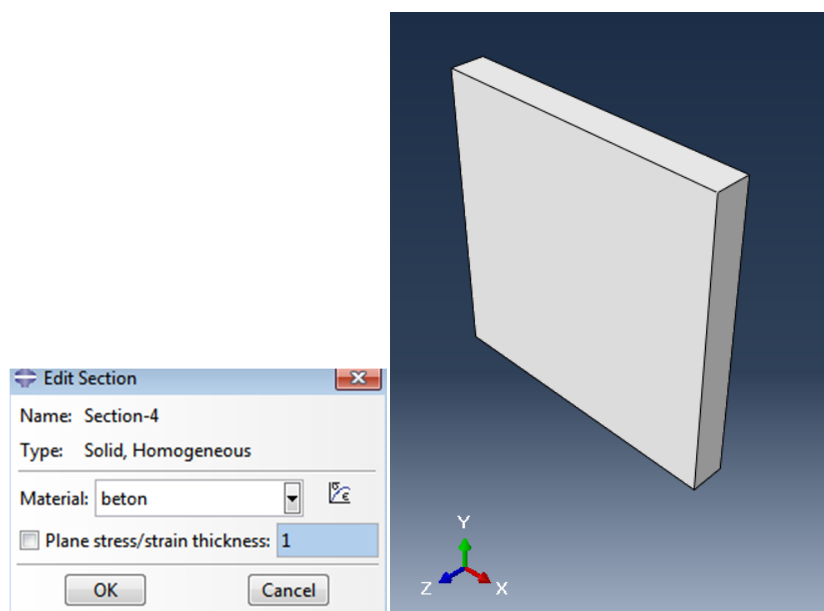 Edit Section
Name: Section-4
Type: Solid, Homogeneous
Material: beton
Plane stress/strain thickness: 1
OK Cancel
Y
Z X